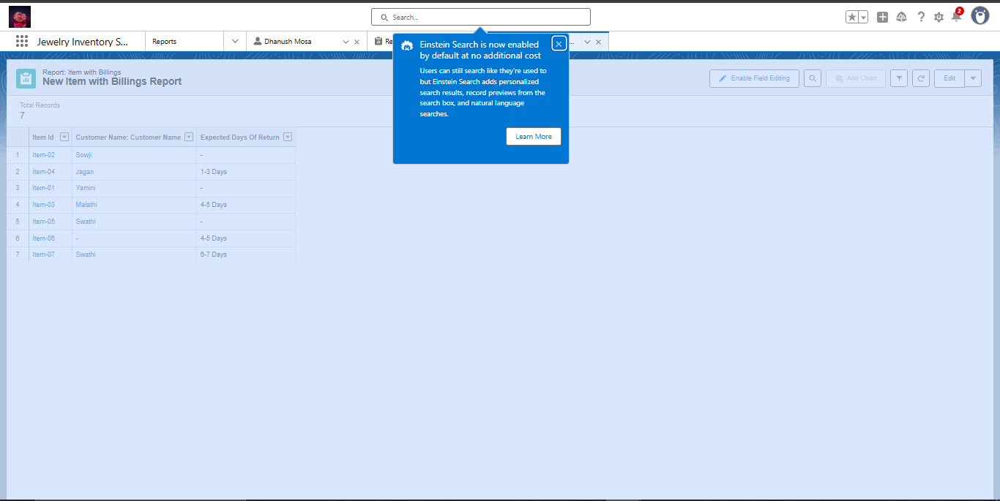 Search...
2
Jewelry Inventory S...
Reports
Dhanush Mosa
Re
...
Einstein Search is now enabled
by default at no additional cost
Users can still search like they're used to
but Einstein Search adds personalized
search results, record previews from the
search box, and natural language
searches.
Learn More
Report: Item with Billings
New Item with Billings Report
Enable Field Editing
Add Chart
Edit
Total Records
7
Item Id Customer Name: Customer Name Expected Days Of Return
1 Item-02 Sowji -
2 Item-04 Jagan 1-3 Days
3 Item-01 Yamini -
4 Item-03 Malathi 4-5 Days
5 Item-05 Swathi -
6 Item-06 - 4-5 Days
7 Item-07 Swathi 6-7 Days